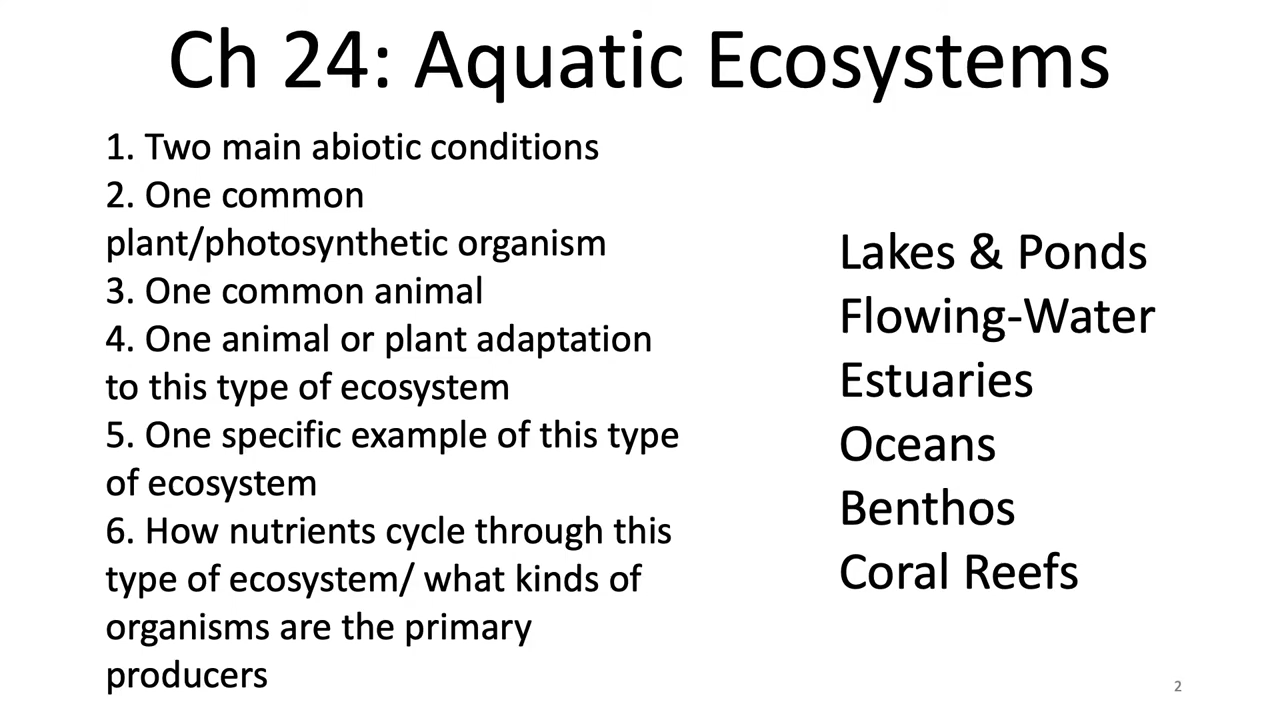 Ch 24: Aquatic Ecosystems
1. Two main abiotic conditions
2. One common
plant/photosynthetic organism
3. One common animal
4. One animal or plant adaptation
to this type of ecosystem
5. One specific example of this type
of ecosystem
6. How nutrients cycle through this
type of ecosystem/ what kinds of
organisms are the primary
producers
Lakes & Ponds
Flowing-Water
Estuaries
Oceans
Benthos
Coral Reefs
2